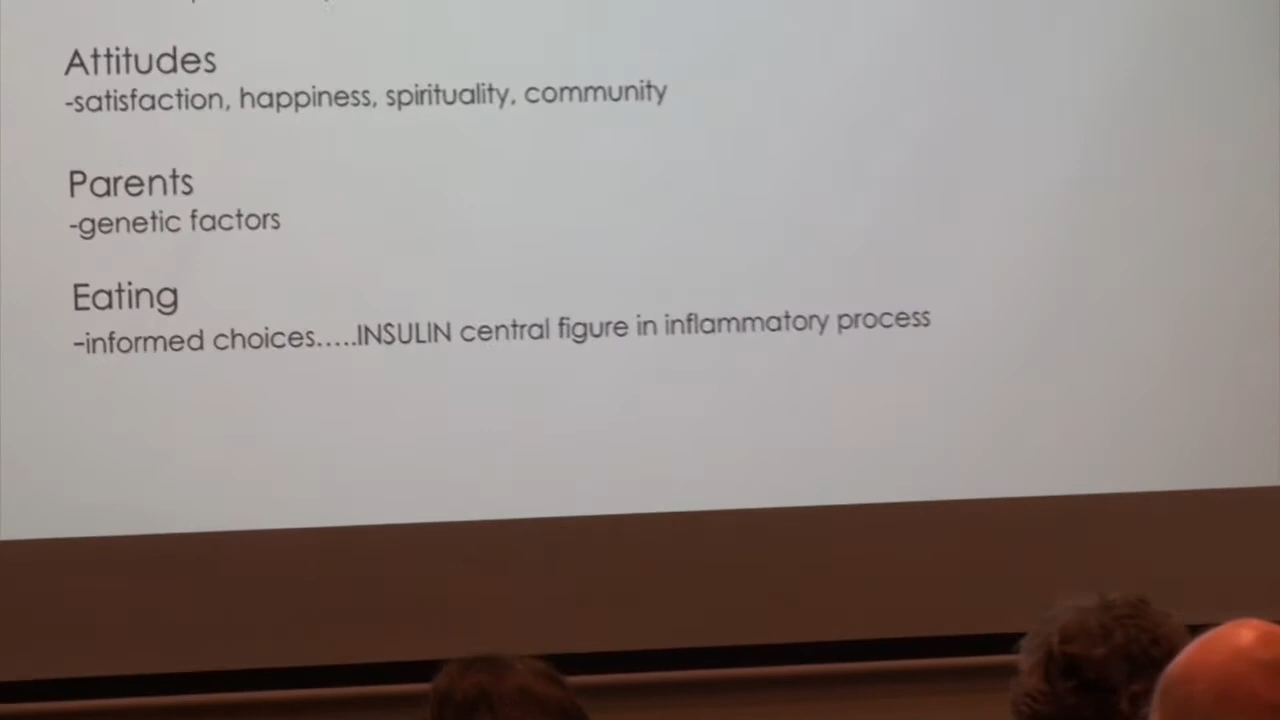 Attitudes
-satisfaction, happiness, spirituality, community
Parents
-genetic factors
Eating
-informed choices.....INSULIN central figure in inflammatory process